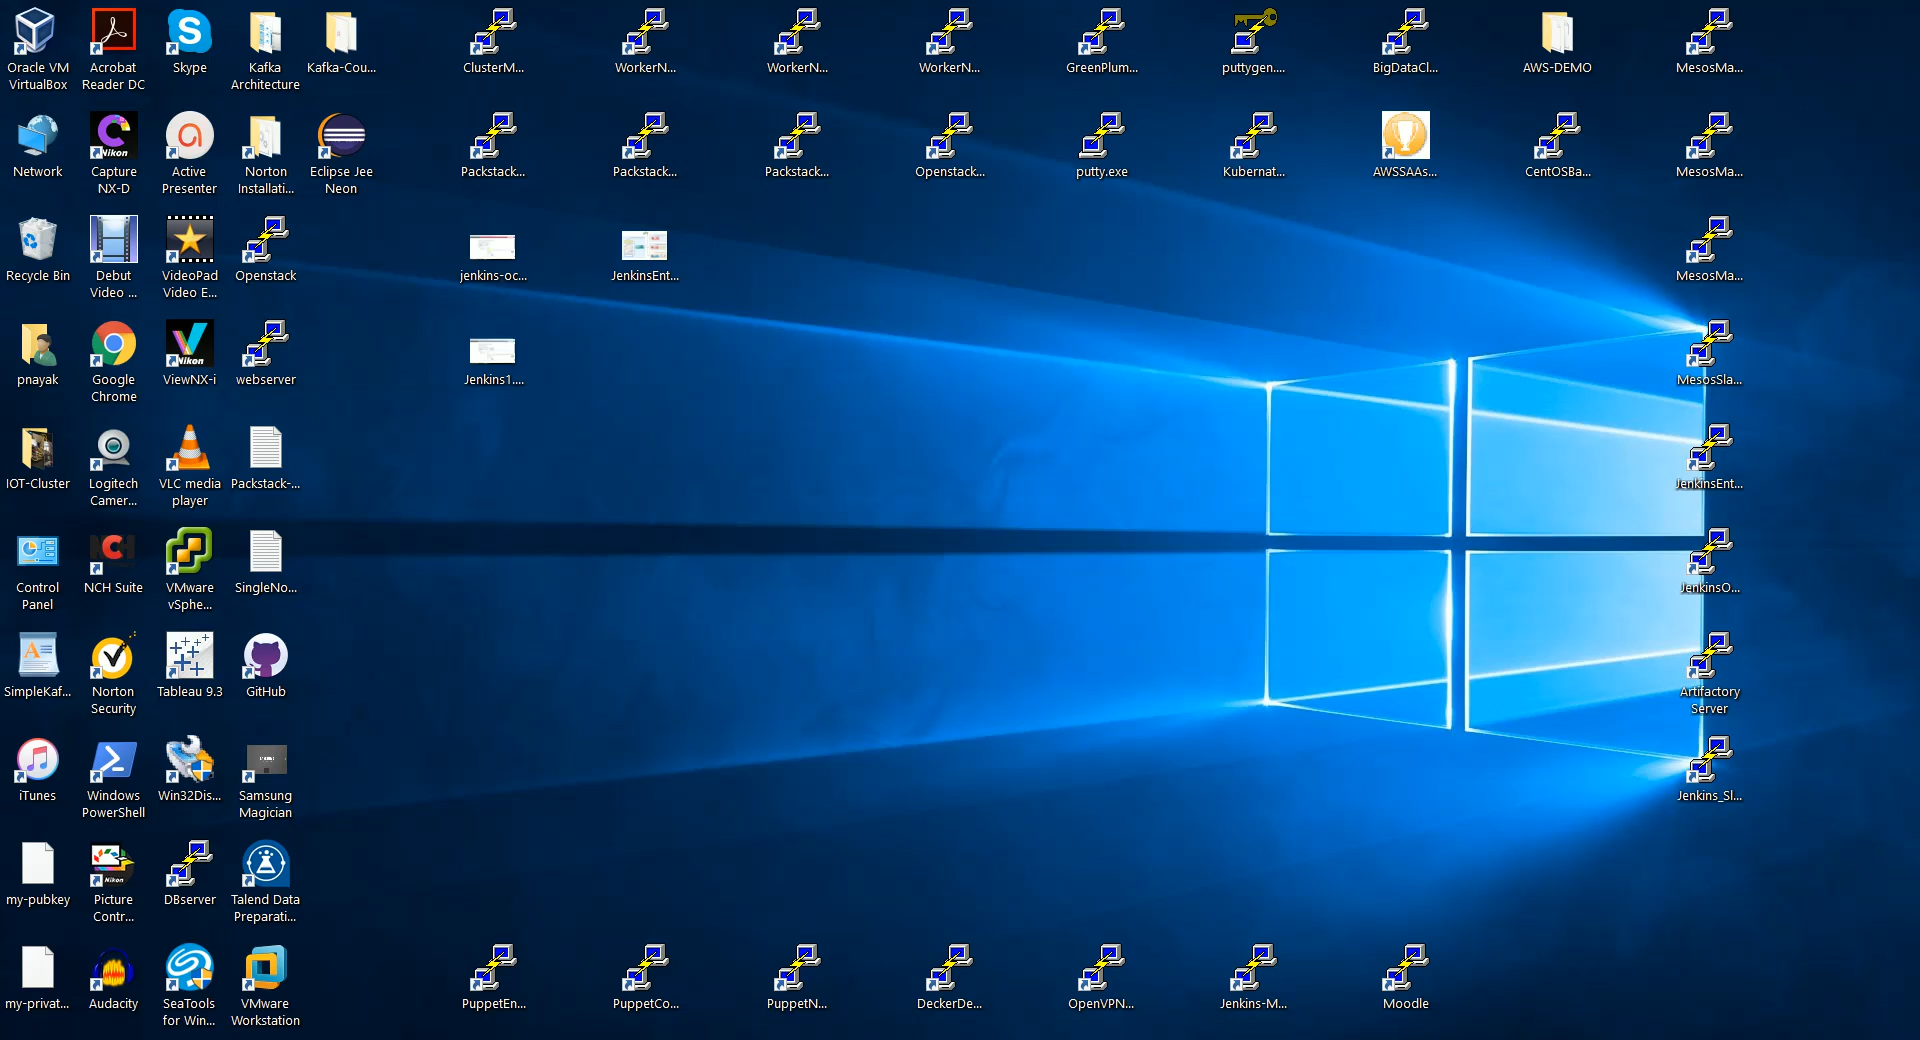 Oracle VM
VirtualBox
Acrobat
Reader DC
Skype
Kafka
Architecture
Kafka-Cou...
ClusterM...
WorkerN...
WorkerN...
WorkerN...
GreenPlum...
puttygen....
BigDataCl...
AWS-DEMO
MesosMa...
Network
Nikon
Capture
NX-D
Active
Presenter
Norton
Installati...
Eclipse Jee
Neon
Packstack...
Packstack...
Packstack...
Openstack...
putty.exe
Kubernat...
AWSSAAs...
CentOSBa...
MesosMa...
Recycle Bin
Debut
Video ...
VideoPad
Video E...
Openstack
jenkins-oc...
JenkinsEnt...
MesosMa...
pnayak
Google
Chrome
Nikon
ViewNX-i
webserver
Jenkins1....
MesosSla...
IOT-Cluster
Logitech
Camer...
VLC media
player
Packstack-...
JenkinsEnt...
Control
Panel
NCH
NCH Suite
VMware
vSphe...
SingleNo...
JenkinsO...
SimpleKaf...
Norton
Security
Tableau 9.3
GitHub
Artifactory
Server
iTunes
Windows
PowerShell
Win32Dis...
Samsung
Magician
Jenkins_Sl...
my-pubkey
Nikon
Picture
Contr...
DBserver
Talend Data
Preparati...
my-privat...
Audacity
SeaTools
for Win...
VMware
Workstation
PuppetEn...
PuppetCo...
PuppetN...
DeckerDe...
OpenVPN...
Jenkins-M...
Moodle